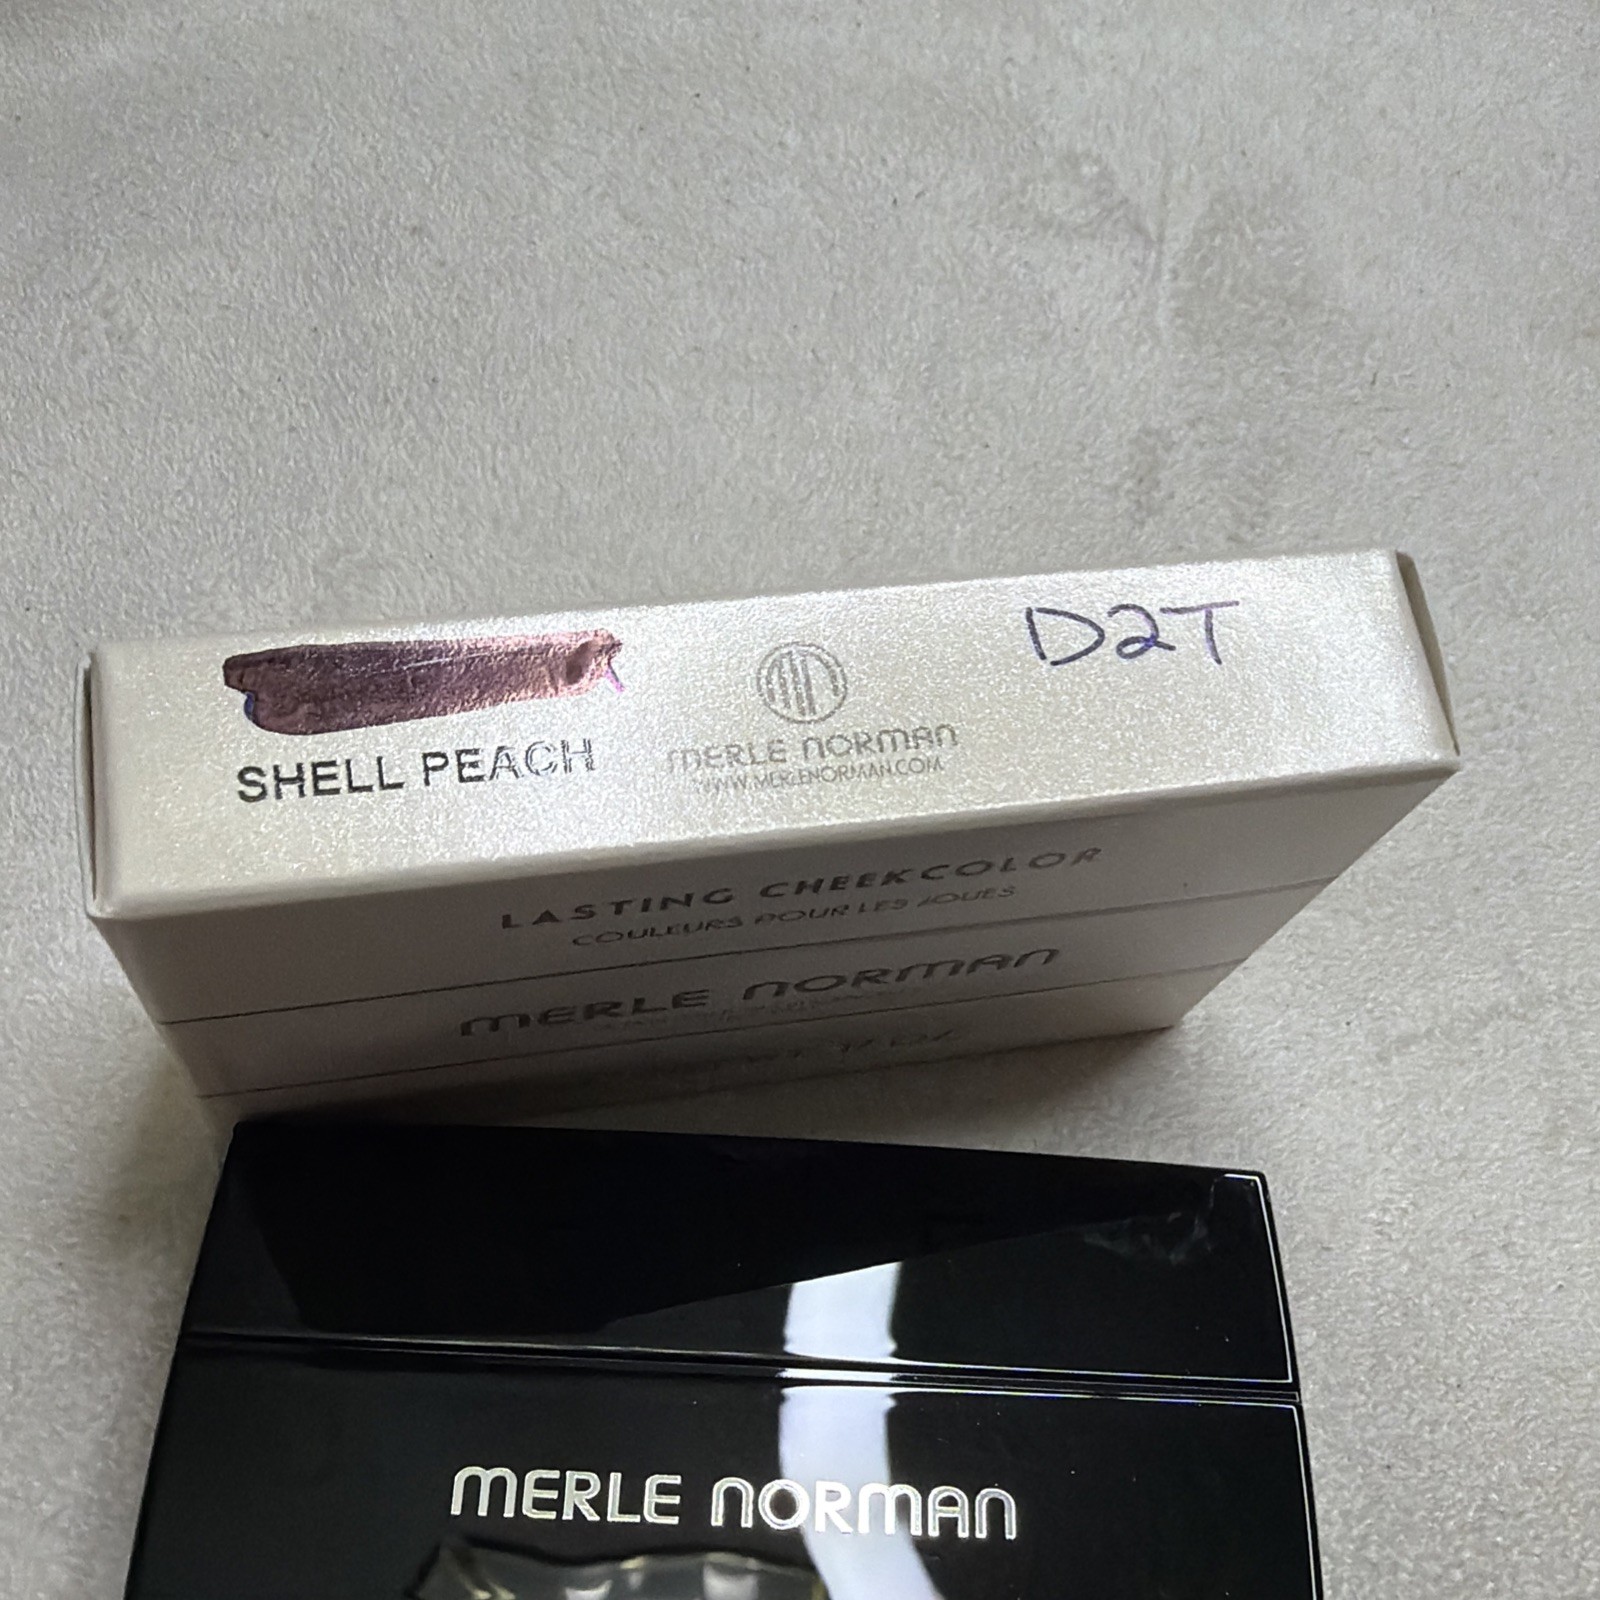 D2T
SHELL PEACH
MERLE NORMAN
WWW.MERLENORMAN.COM
LASTING CHEEKCOLOR
COULEURS POUR LES JOUES
MERLE NORMAN
MERLE NORMAN